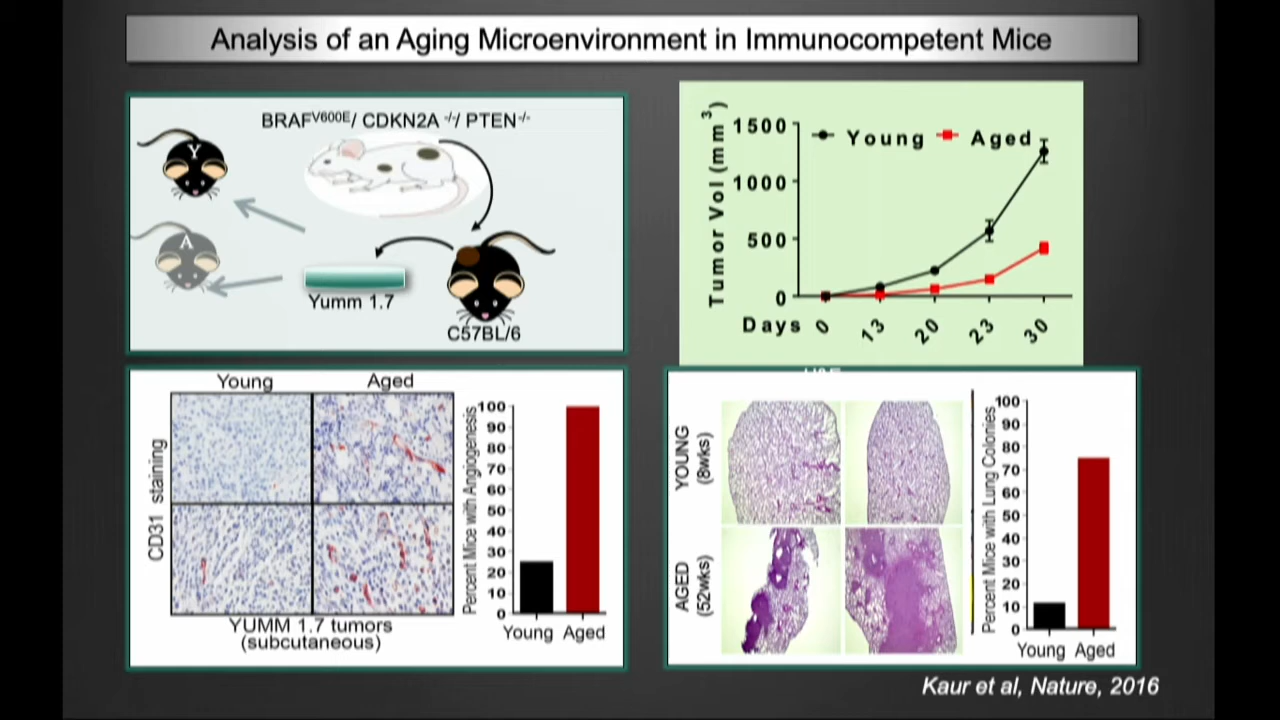 Analysis of an Aging Microenvironment in Immunocompetent Mice
BRAFV600E/ CDKN2A -/-/ PTEN-/-
Y
A
Yumm 1.7
C57BL/6
Tumor Vol (mm3)
1500
1000
500
0
Young Aged
Days 0 13 20 23 30
Young Aged
CD31 staining
YUMM 1.7 tumors
(subcutaneous)
Percent Mice with Angiogenesis
100
90
80
70
60
50
40
30
20
10
0
Young Aged
YOUNG
(8wks)
AGED
(52wks)
Percent Mice with Lung Colonies
100
90
80
70
60
50
40
30
20
10
0
Young Aged
Kaur et al, Nature, 2016